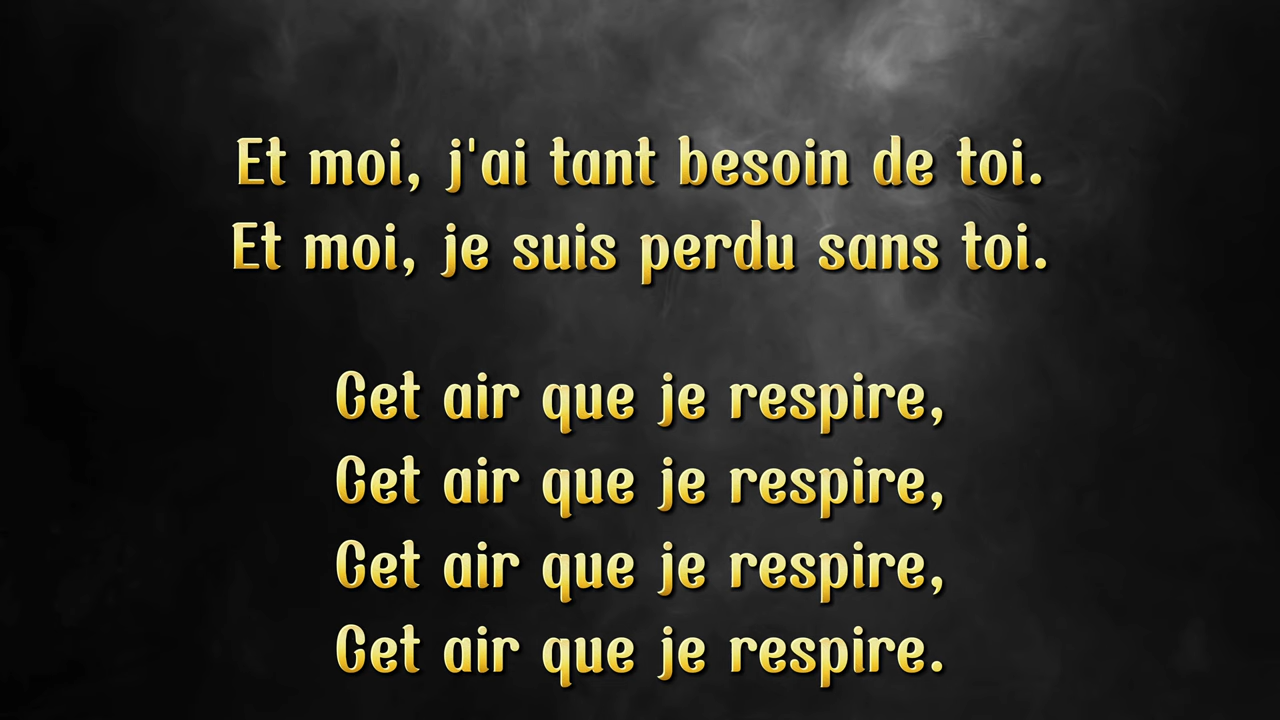 Et moi, j'ai tant besoin de toi.
Et moi, je suis perdu sans toi.
Cet air que je respire,
Cet air que je respire,
Cet air que je respire,
Cet air que je respire.